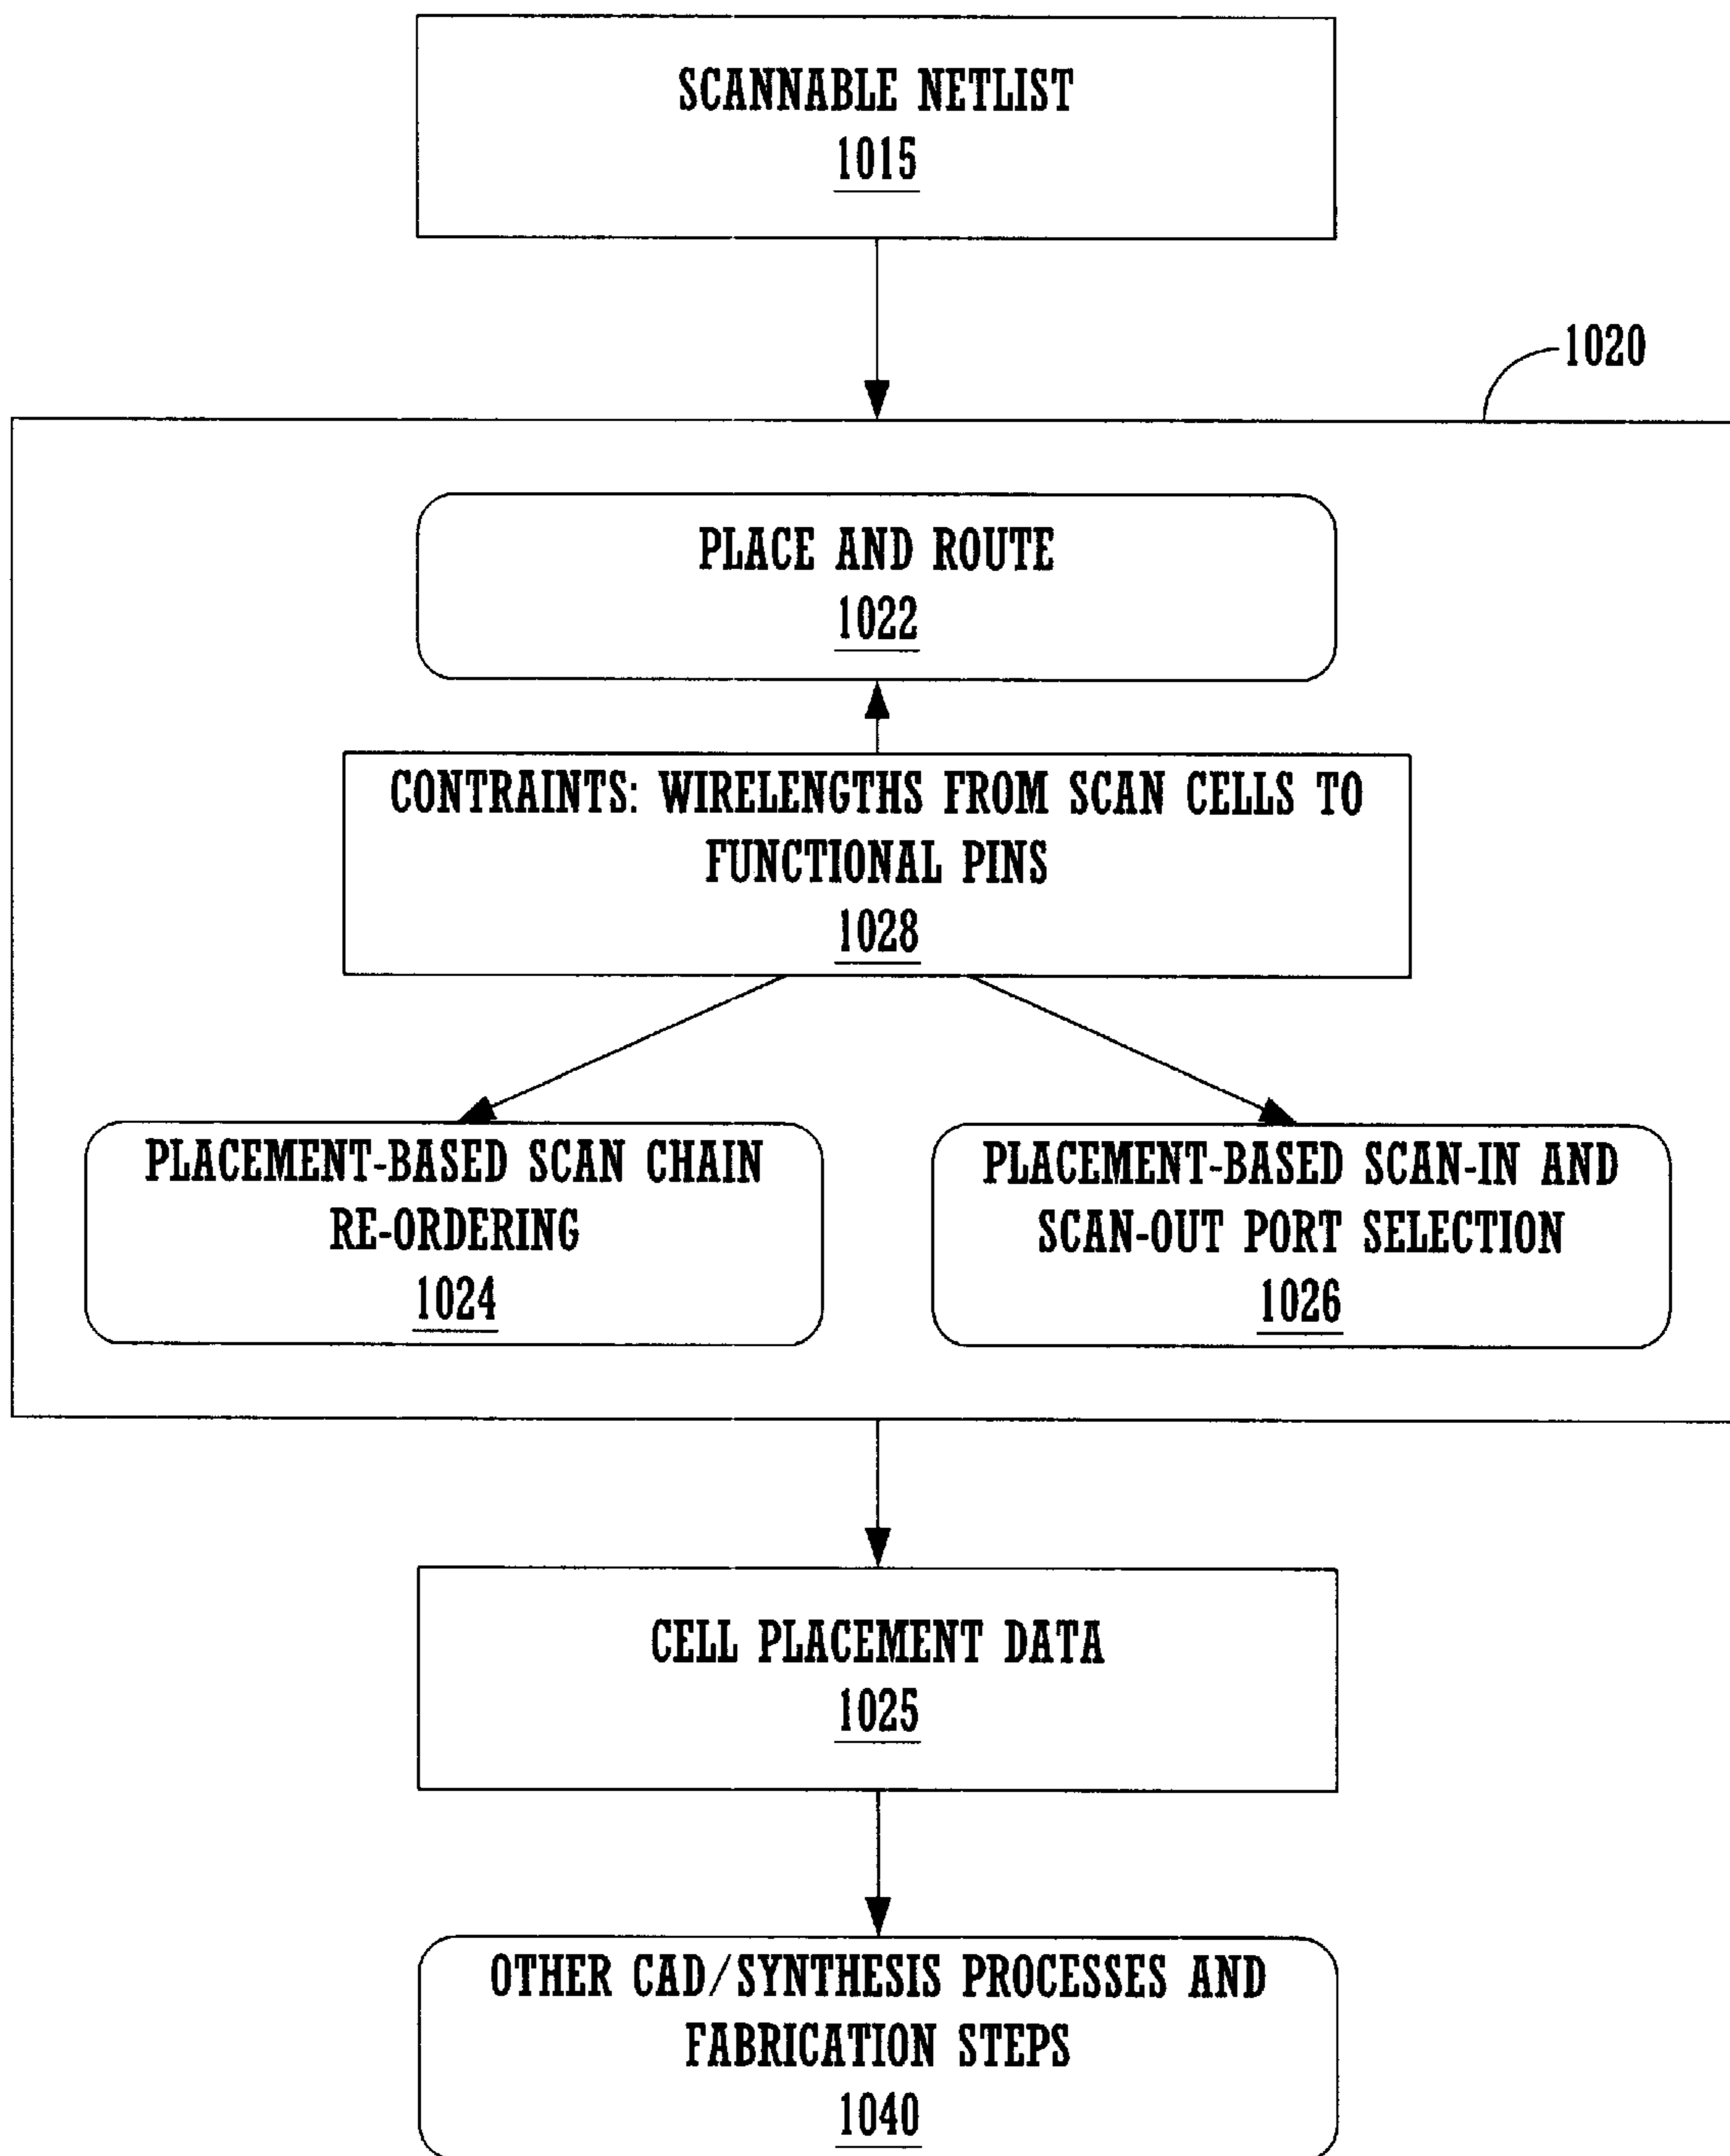 SCANNABLE NETLIST
1015
1020
PLACE AND ROUTE
1022
CONTRAINTS: WIRELENGTHS FROM SCAN CELLS TO
FUNCTIONAL PINS
1028
PLACEMENT-BASED SCAN CHAIN
RE-ORDERING
1024
PLACEMENT-BASED SCAN-IN AND
SCAN-OUT PORT SELECTION
1026
CELL PLACEMENT DATA
1025
OTHER CAD/SYNTHESIS PROCESSES AND
FABRICATION STEPS
1040